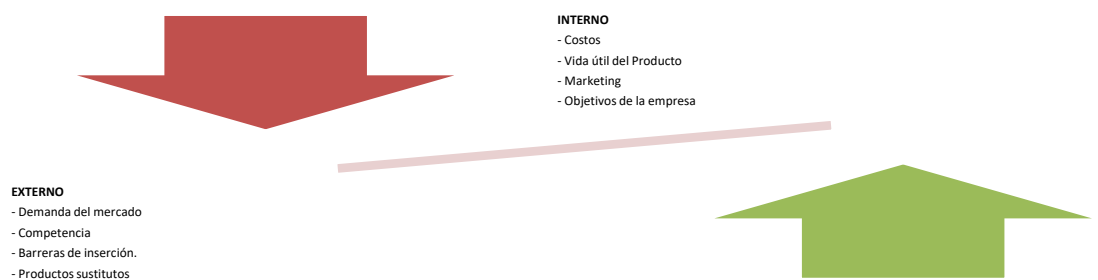 INTERNO
- Costos
- Vida útil del Producto
- Marketing
- Objetivos de la empresa
EXTERNO
- Demanda del mercado
- Competencia
- Barreras de inserción.
- Productos sustitutos